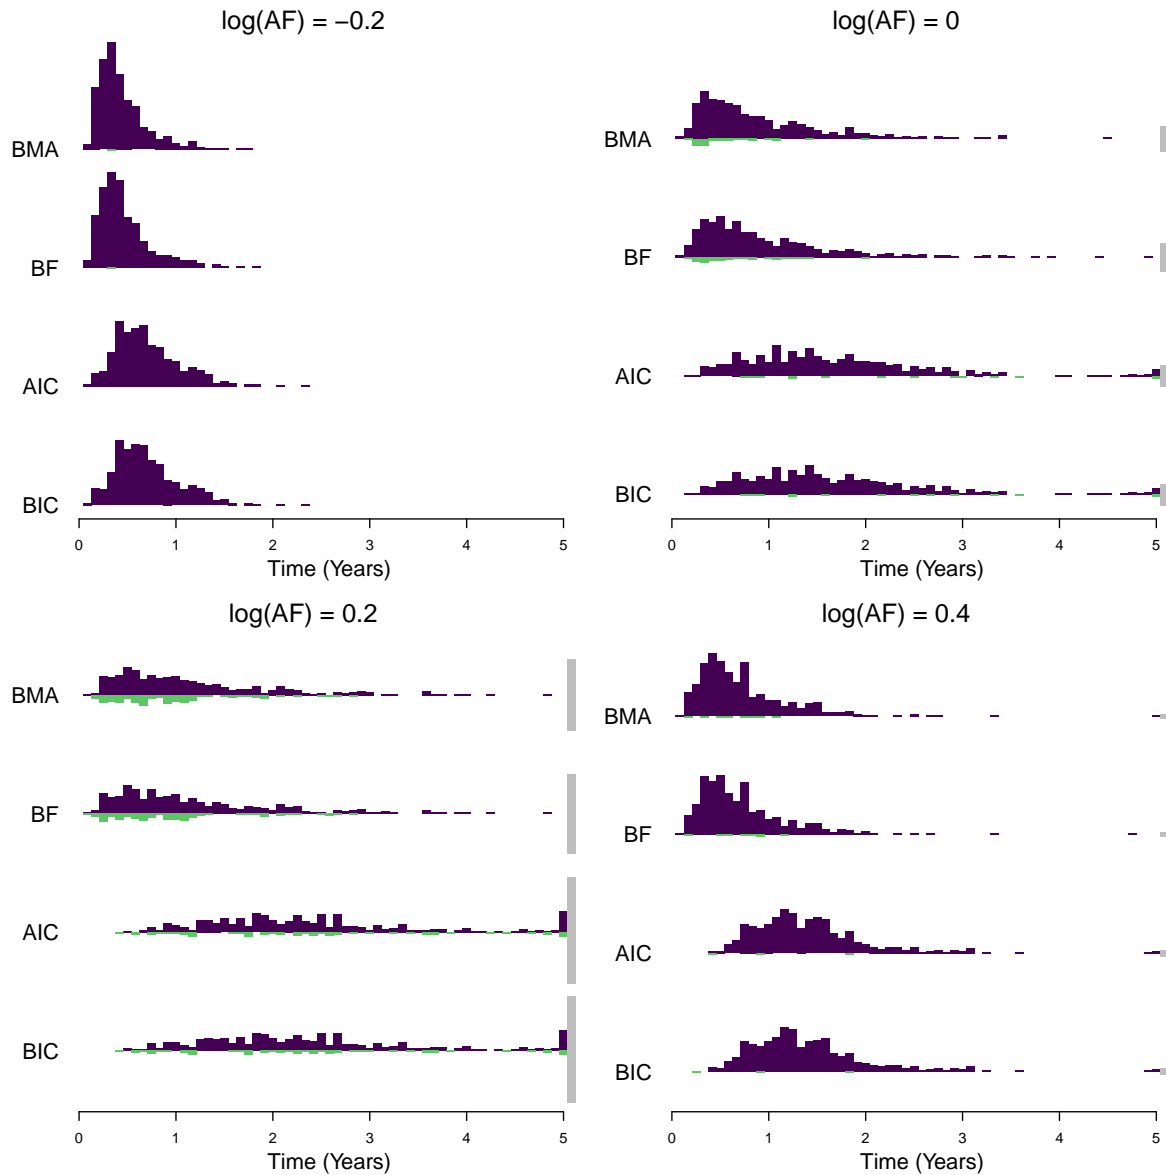 log(AF) = −0.2
BMA
BF
AIC
BIC
0 1 2 3 4 5
Time (Years)
log(AF) = 0
BMA
BF
AIC
BIC
0 1 2 3 4 5
Time (Years)
log(AF) = 0.2
BMA
BF
AIC
BIC
0 1 2 3 4 5
Time (Years)
log(AF) = 0.4
BMA
BF
AIC
BIC
0 1 2 3 4 5
Time (Years)